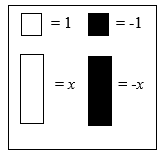 = 1 = -1
= x = -x